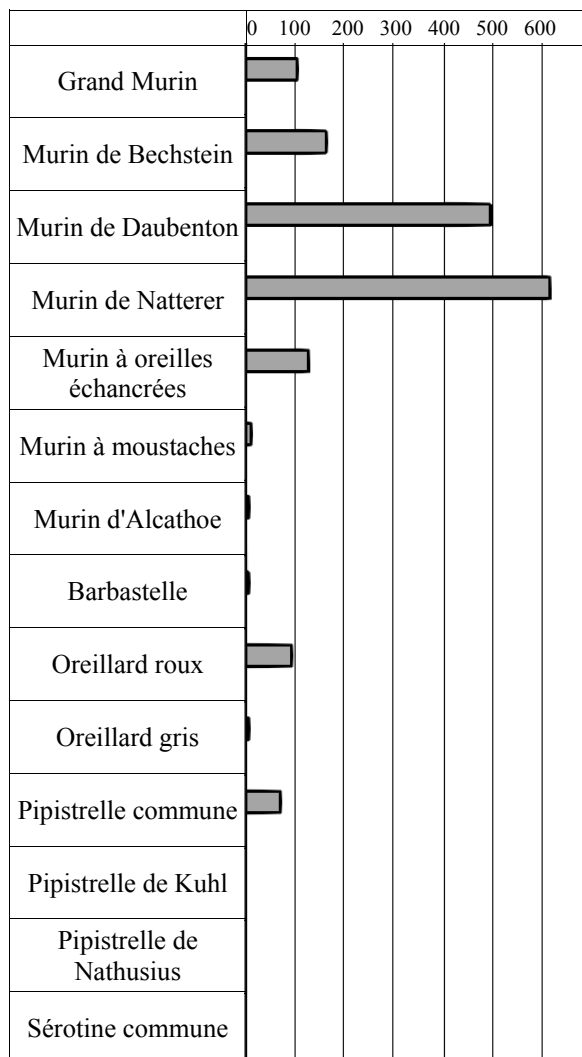 0 100 200 300 400 500 600
Grand Murin
Murin de Bechstein
Murin de Daubenton
Murin de Natterer
Murin à oreilles
échancrées
Murin à moustaches
Murin d'Alcathoe
Barbastelle
Oreillard roux
Oreillard gris
Pipistrelle commune
Pipistrelle de Kuhl
Pipistrelle de
Nathusius
Sérotine commune